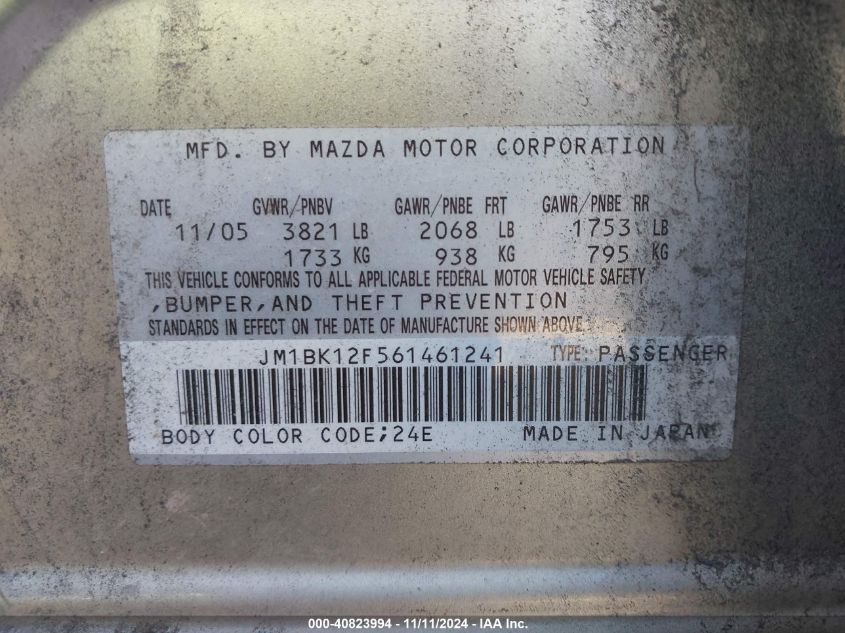 MFD. BY MAZDA MOTOR CORPORATION
DATE GVWR/PNBV GAWR/PNBE FRT GAWR/PNBE RR
11/05 3821 LB 2068 LB 1753 LB
1733 KG 938 KG 795 KG
THIS VEHICLE CONFORMS TO ALL APPLICABLE FEDERAL MOTOR VEHICLE SAFETY
,BUMPER,AND THEFT PREVENTION
STANDARDS IN EFFECT ON THE DATE OF MANUFACTURE SHOWN ABOVE.
JM1BK12F561461241 TYPE: PASSENGER
BODY COLOR CODE;24E MADE IN JAPAN
000-40823994 - 11/11/2024 - IAA Inc.